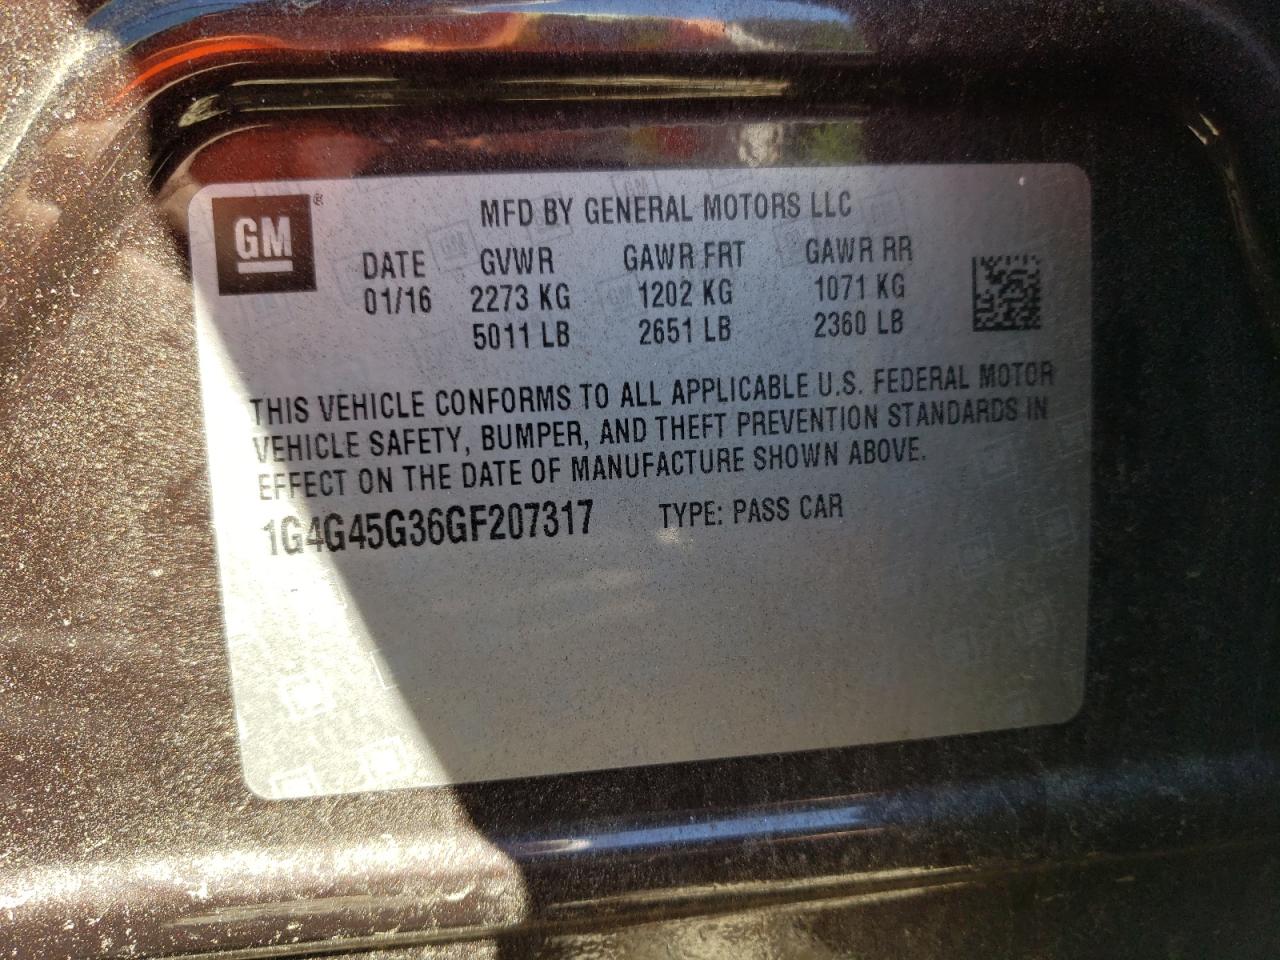 GM ®
MFD BY GENERAL MOTORS LLC
DATE GVWR GAWR FRT GAWR RR
01/16 2273 KG 1202 KG 1071 KG
5011 LB 2651 LB 2360 LB
THIS VEHICLE CONFORMS TO ALL APPLICABLE U.S. FEDERAL MOTOR
VEHICLE SAFETY, BUMPER, AND THEFT PREVENTION STANDARDS IN
EFFECT ON THE DATE OF MANUFACTURE SHOWN ABOVE.
1G4G45G36GF207317 TYPE: PASS CAR